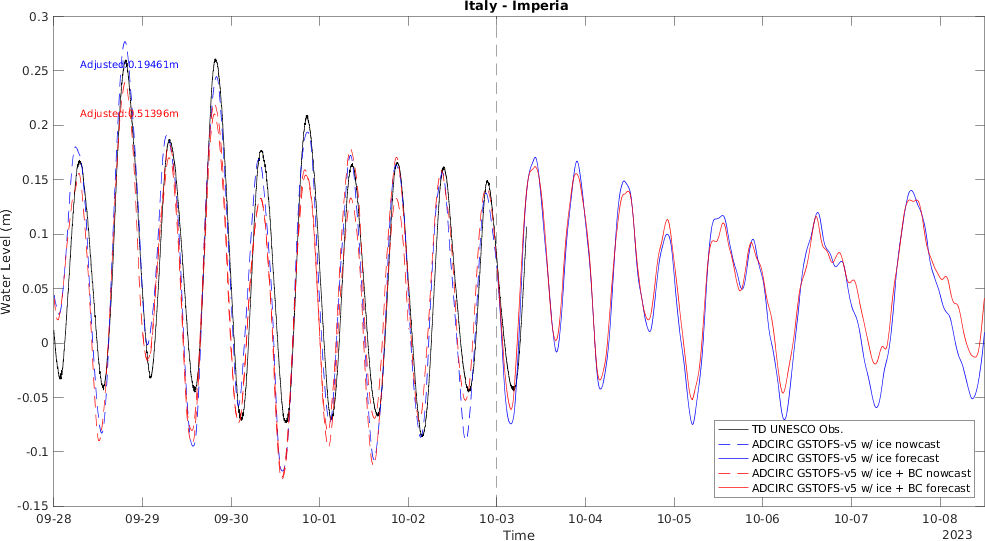 Italy - Imperia
0.3
0.25
0.2
0.15
0.1
0.05
0
-0.05
-0.1
-0.15
Water Level (m)
Adjusted:0.19461m
Adjusted:0.51396m
TD UNESCO Obs.
ADCIRC GSTOFS-v5 w/ ice nowcast
ADCIRC GSTOFS-v5 w/ ice forecast
ADCIRC GSTOFS-v5 w/ ice + BC nowcast
ADCIRC GSTOFS-v5 w/ ice + BC forecast
09-28 09-29 09-30 10-01 10-02 10-03 10-04 10-05 10-06 10-07 10-08
2023
Time